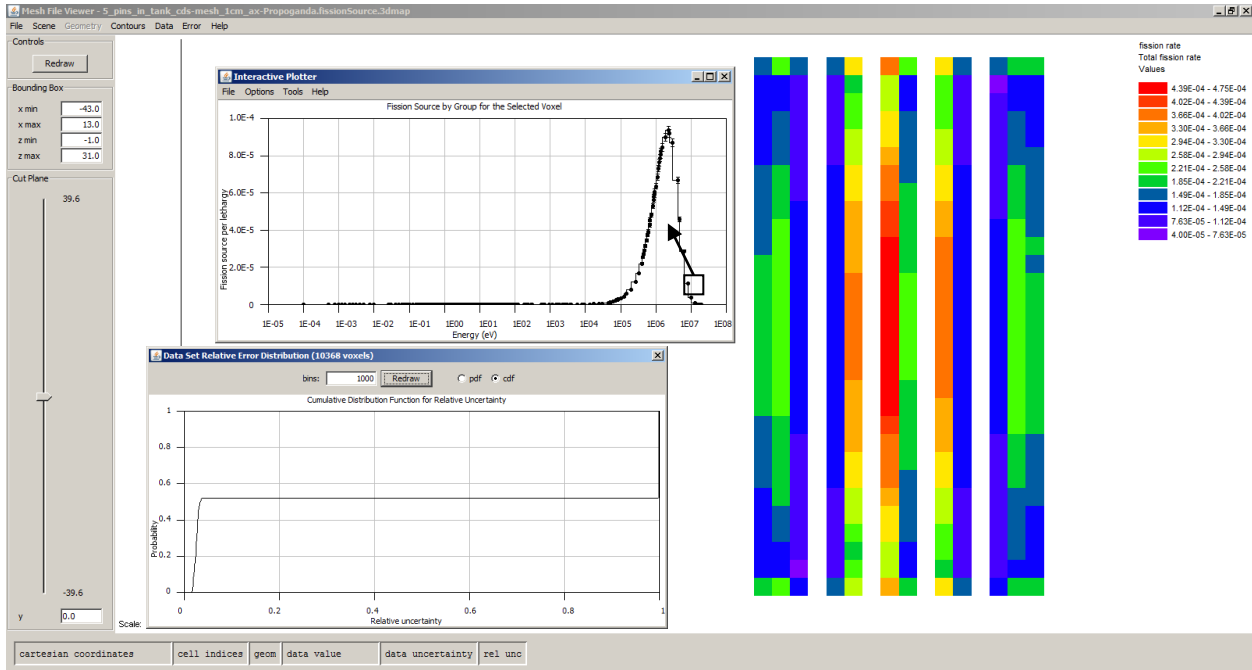 Mesh File Viewer - 5_pins_in_tank_cds-mesh_1cm_ax-Propoganda.fissionSource.3dmap
File Scene Geometry Contours Data Error Help
Controls
Redraw
Bounding Box
x min -43.0
x max 13.0
z min -1.0
z max 31.0
Cut Plane
39.6
-39.6
y 0.0
Interactive Plotter
File Options Tools Help
Fission Source by Group for the Selected Voxel
1.0E-4
8.0E-5
6.0E-5
4.0E-5
2.0E-5
0
Fission source per lethargy
1E-05 1E-04 1E-03 1E-02 1E-01 1E00 1E01 1E02 1E03 1E04 1E05 1E06 1E07 1E08
Energy (eV)
Data Set Relative Error Distribution (10368 voxels)
bins: 1000 Redraw pdf cdf
Cumulative Distribution Function for Relative Uncertainty
1
0.8
0.6
0.4
0.2
0
Probability
0 0.2 0.4 0.6 0.8 1
Relative uncertainty
Scale:
fission rate
Total fission rate
Values
4.39E-04 - 4.75E-04
4.02E-04 - 4.39E-04
3.66E-04 - 4.02E-04
3.30E-04 - 3.66E-04
2.94E-04 - 3.30E-04
2.58E-04 - 2.94E-04
2.21E-04 - 2.58E-04
1.85E-04 - 2.21E-04
1.49E-04 - 1.85E-04
1.12E-04 - 1.49E-04
7.63E-05 - 1.12E-04
4.00E-05 - 7.63E-05
cartesian coordinates cell indices geom data value data uncertainty rel unc